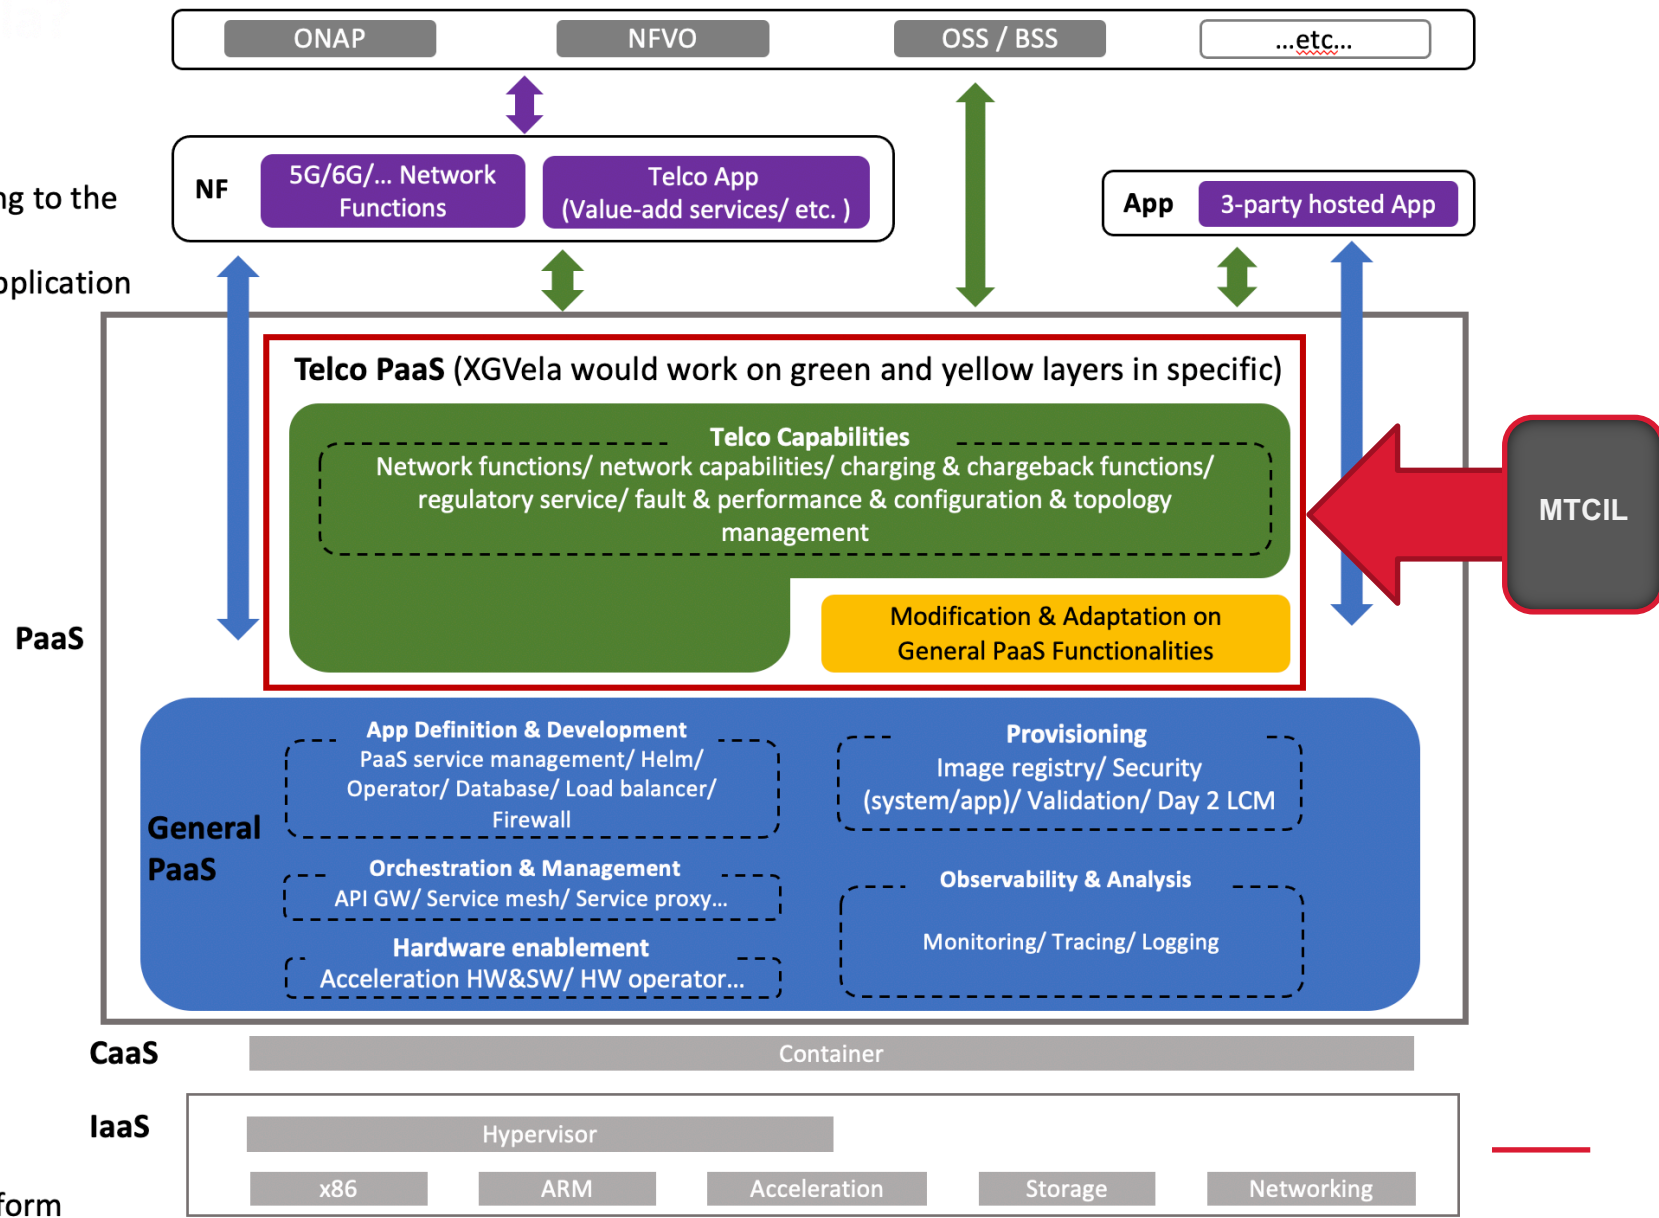 ONAP
NFVO
OSS / BSS
...etc...
NF
5G/6G/... Network
Functions
Telco App
(Value-add services/ etc. )
App
3-party hosted App
ng to the
pplication
Telco PaaS (XGVela would work on green and yellow layers in specific)
Telco Capabilities
Network functions/ network capabilities/ charging & chargeback functions/
regulatory service/ fault & performance & configuration & topology
management
MTCIL
Modification & Adaptation on
General PaaS Functionalities
PaaS
General
PaaS
App Definition & Development
PaaS service management/ Helm/
Operator/ Database/ Load balancer/
Firewall
Provisioning
Image registry/ Security
(system/app)/ Validation/ Day 2 LCM
Orchestration & Management
API GW/ Service mesh/ Service proxy...
Observability & Analysis
Monitoring/ Tracing/ Logging
Hardware enablement
Acceleration HW&SW/ HW operator...
CaaS
Container
IaaS
Hypervisor
x86
ARM
Acceleration
Storage
Networking
form